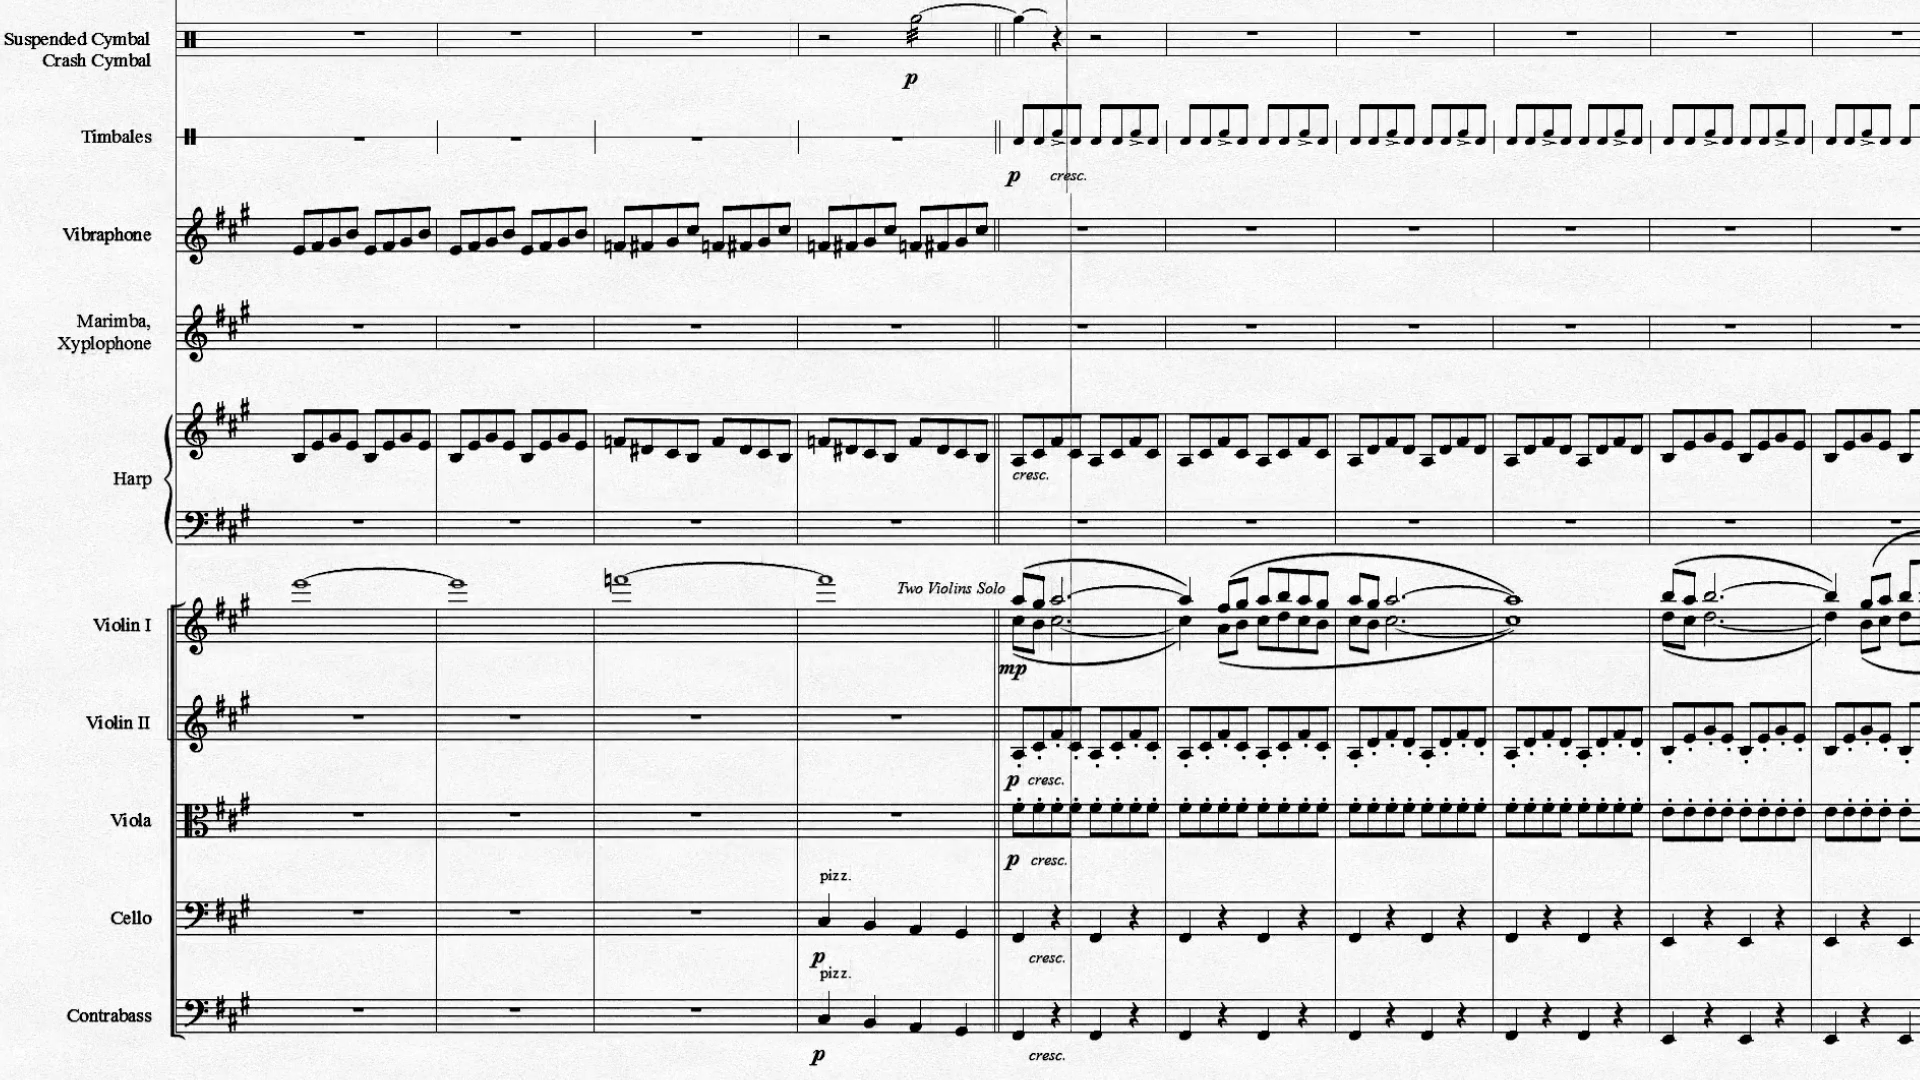 Suspended Cymbal
Crash Cymbal
p
Timbales
p cresc.
Vibraphone
Marimba,
Xyplophone
Harp
cresc.
Two Violins Solo
Violin I
mp
Violin II
p cresc.
Viola
p cresc.
pizz.
Cello
p cresc.
pizz.
Contrabass
p cresc.